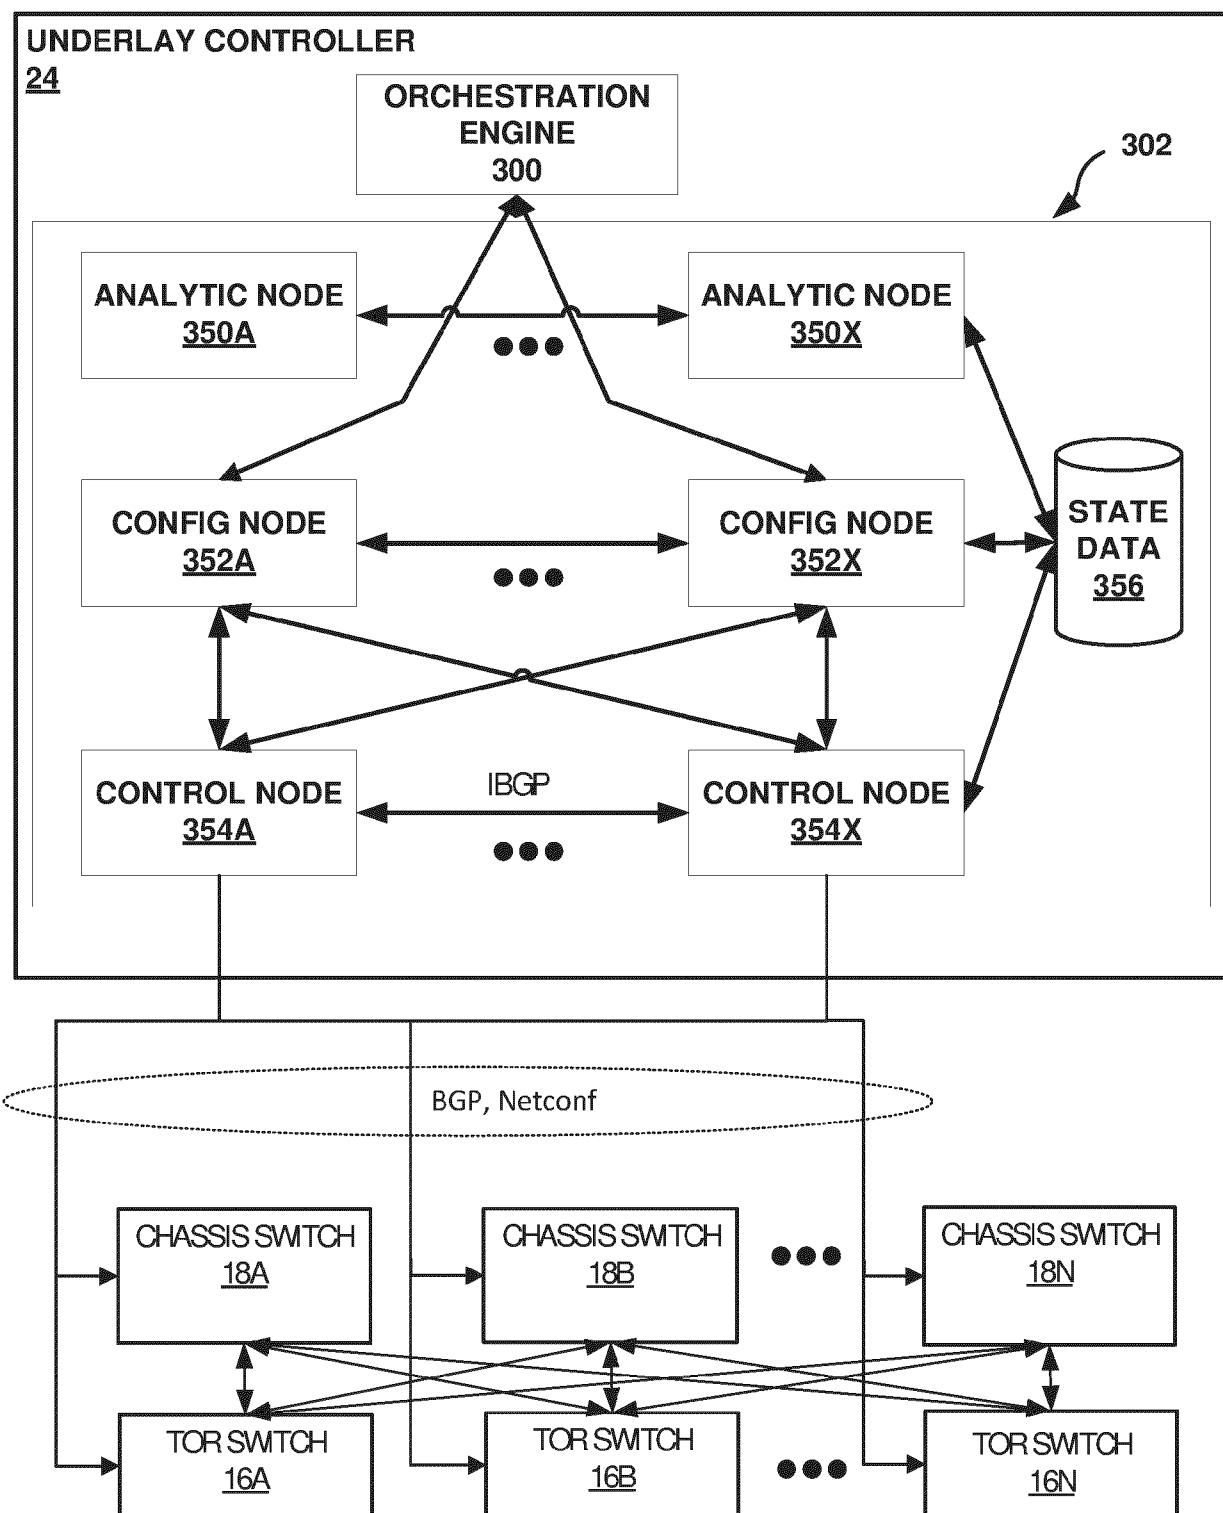 UNDERLAY CONTROLLER
24
ORCHESTRATION
ENGINE
300
302
ANALYTIC NODE
350A
ANALYTIC NODE
350X
CONFIG NODE
352A
CONFIG NODE
352X
STATE
DATA
356
CONTROL NODE
354A
IBGP
CONTROL NODE
354X
BGP, Netconf
CHASSIS SWITCH
18A
CHASSIS SWITCH
18B
CHASSIS SWITCH
18N
TOR SWITCH
16A
TOR SWITCH
16B
TOR SWITCH
16N